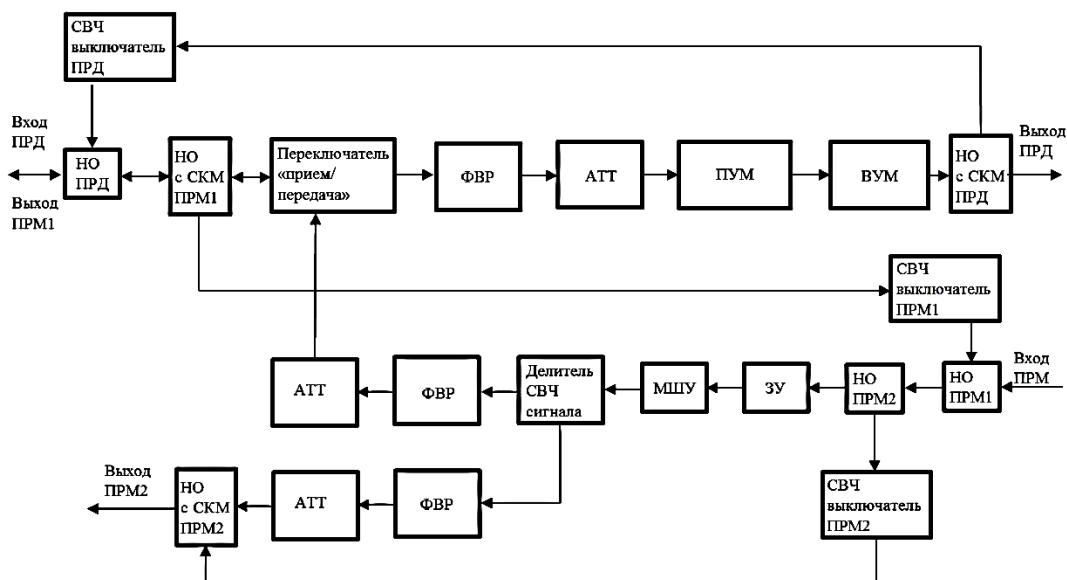 СВЧ
выключатель
ПРД
Вход
ПРД
Выход
ПРМ1
НО
ПРД
НО
с СКМ
ПРМ1
Переключатель
«прием/
передача»
ФВР
АТТ
ПУМ
ВУМ
НО
с СКМ
ПРД
Выход
ПРД
СВЧ
выключатель
ПРМ1
АТТ
ФВР
Делитель
СВЧ
сигнала
МШУ
ЗУ
НО
ПРМ2
НО
ПРМ1
Вход
ПРМ
Выход
ПРМ2
НО
с СКМ
ПРМ2
АТТ
ФВР
СВЧ
выключатель
ПРМ2